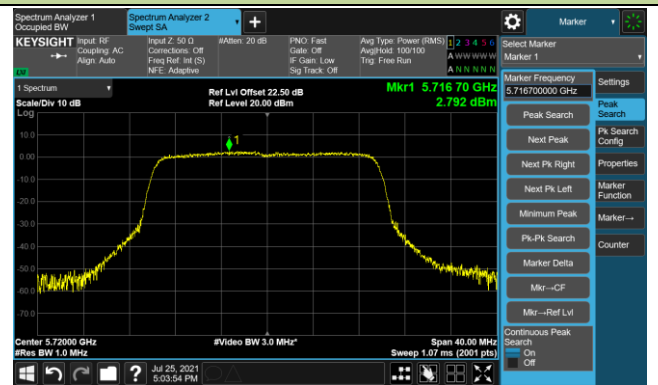 Spectrum Analyzer 1
Occupied BW
Spectrum Analyzer 2
Swept SA
Marker
KEYSIGHT
Input: RF
Coupling: AC
Align: Auto
Input Z: 50 Ω
Corrections: Off
Freq Ref: Int (S)
NFE: Adaptive
#Atten: 20 dB
PNO: Fast
Gate: Off
IF Gain: Low
Sig Track: Off
Avg Type: Power (RMS)
Avg|Hold: 100/100
Trig: Free Run
1 2 3 4 5 6
A W W W W W
A N N N N N
Select Marker
Marker 1
1 Spectrum
Scale/Div 10 dB
Log
Ref Lvl Offset 22.50 dB
Ref Level 20.00 dBm
Mkr1 5.716 70 GHz
2.792 dBm
10.0
0.00
-10.0
-20.0
-30.0
-40.0
-50.0
-60.0
-70.0
1
Center 5.72000 GHz
#Res BW 1.0 MHz
#Video BW 3.0 MHz*
Span 40.00 MHz
Sweep 1.07 ms (2001 pts)
Marker Frequency
5.716700000 GHz
Peak Search
Next Peak
Next Pk Right
Next Pk Left
Minimum Peak
Pk-Pk Search
Marker Delta
Mkr→CF
Mkr→Ref Lvl
Continuous Peak
Search
On
Off
Settings
Peak
Search
Pk Search
Config
Properties
Marker
Function
Marker→
Counter
?
Jul 25, 2021
5:03:54 PM